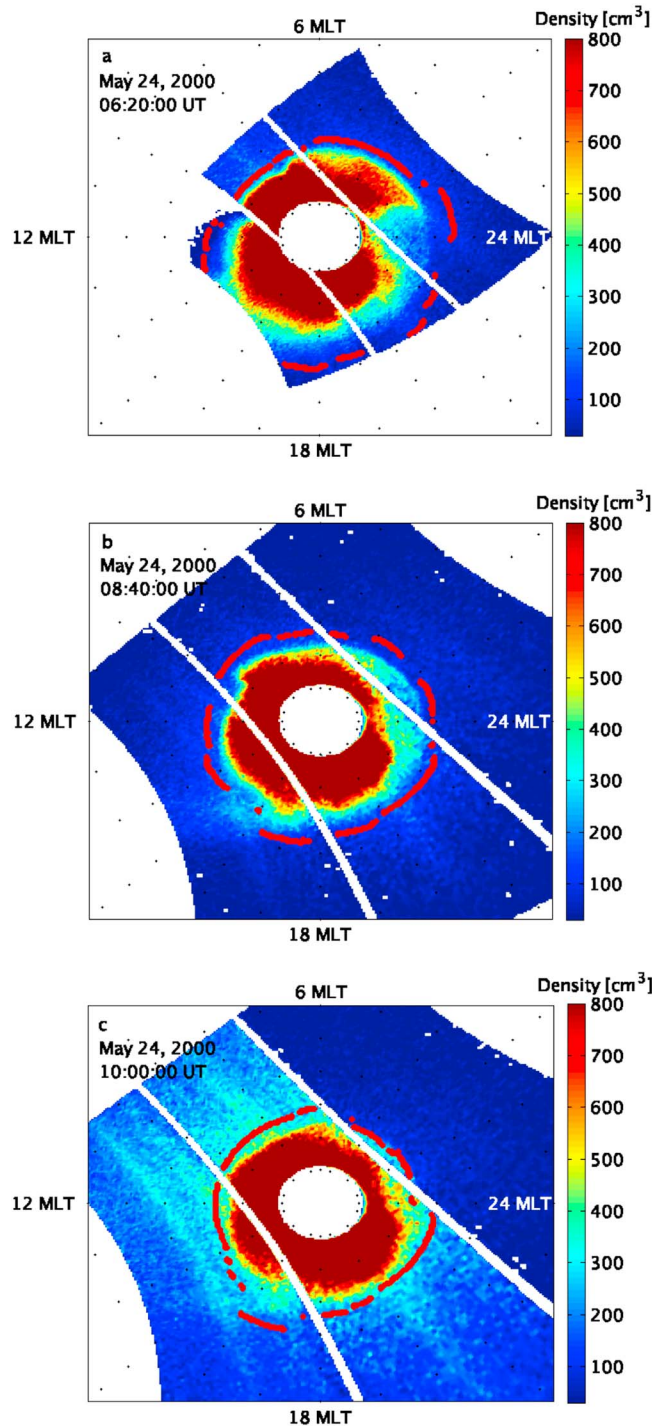 Density [cm³]
6 MLT
a
May 24, 2000
06:20:00 UT
12 MLT
24 MLT
18 MLT
800
700
600
500
400
300
200
100
Density [cm³]
6 MLT
b
May 24, 2000
08:40:00 UT
12 MLT
24 MLT
18 MLT
800
700
600
500
400
300
200
100
Density [cm³]
6 MLT
c
May 24, 2000
10:00:00 UT
12 MLT
24 MLT
18 MLT
800
700
600
500
400
300
200
100